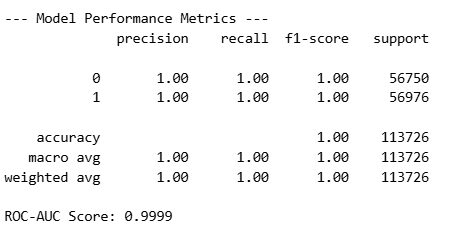 --- Model Performance Metrics ---
precision recall f1-score support
0 1.00 1.00 1.00 56750
1 1.00 1.00 1.00 56976
accuracy 1.00 113726
macro avg 1.00 1.00 1.00 113726
weighted avg 1.00 1.00 1.00 113726
ROC-AUC Score: 0.9999